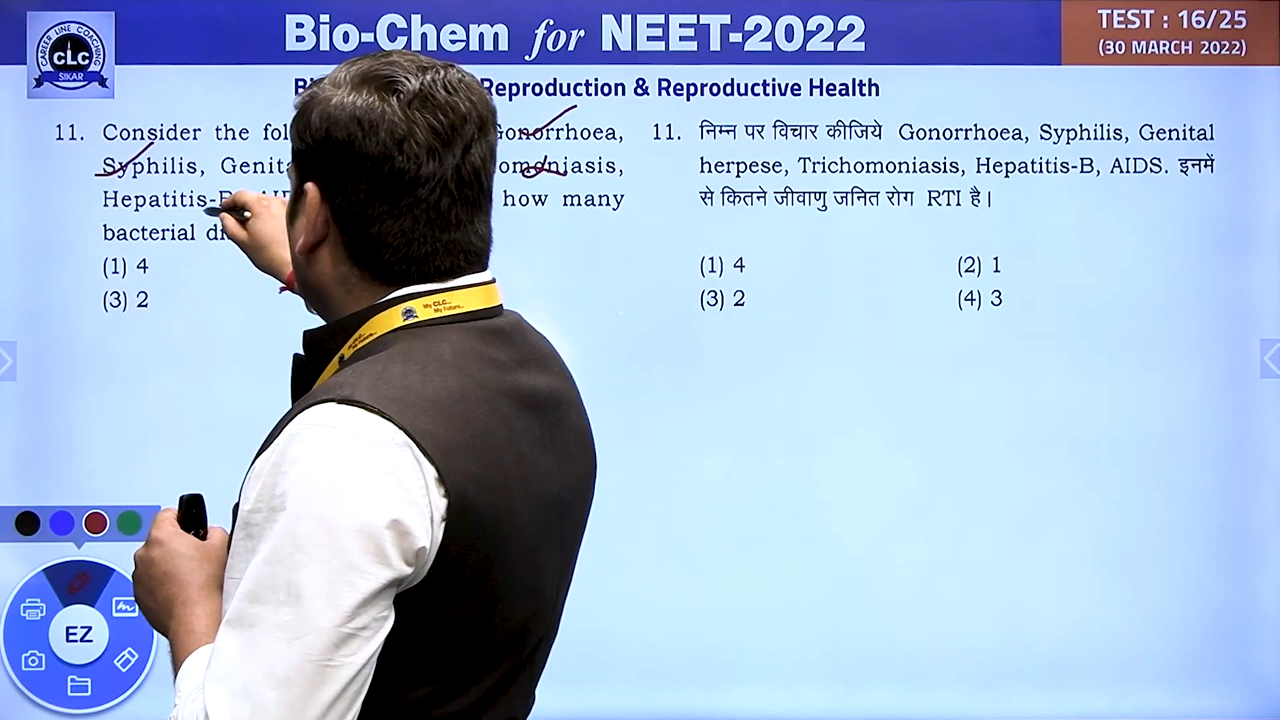 CAREER LINE COACHING
CLC
SIKAR
Bio-Chem for NEET-2022
TEST : 16/25
(30 MARCH 2022)
Reproduction & Reproductive Health
11. Consider the
Gonorrhoea,
Syphilis,
Hepatitis-B,
how many
bacterial
(1) 4
(3) 2
11. निम्न पर विचार कीजिये Gonorrhoea, Syphilis, Genital
herpese, Trichomoniasis, Hepatitis-B, AIDS. इनमें
से कितने जीवाणु जनित रोग RTI है।
(1) 4 (2) 1
(3) 2 (4) 3
My CLC...
My Future...
EZ